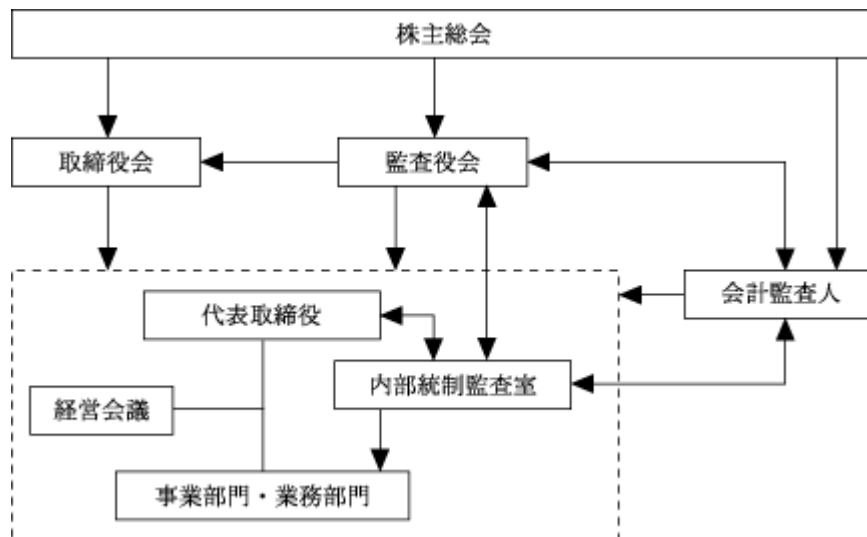 株主総会
取締役会
監査役会
会計監査人
代表取締役
内部統制監査室
経営会議
事業部門・業務部門